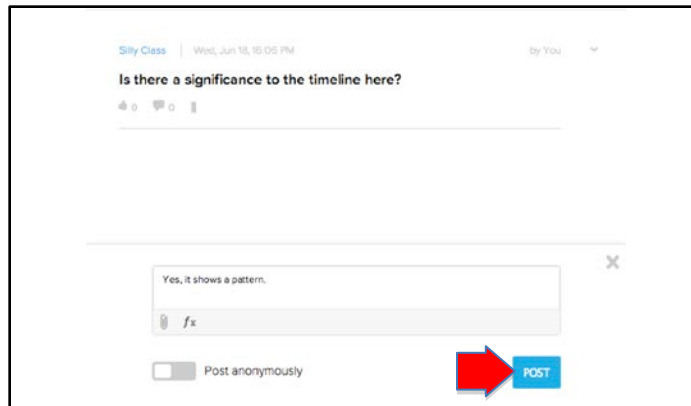 Silly Class | Wed, Jun 18, 16:05 PM by You
Is there a significance to the timeline here?
0 0
Yes, it shows a pattern.
fx
Post anonymously POST